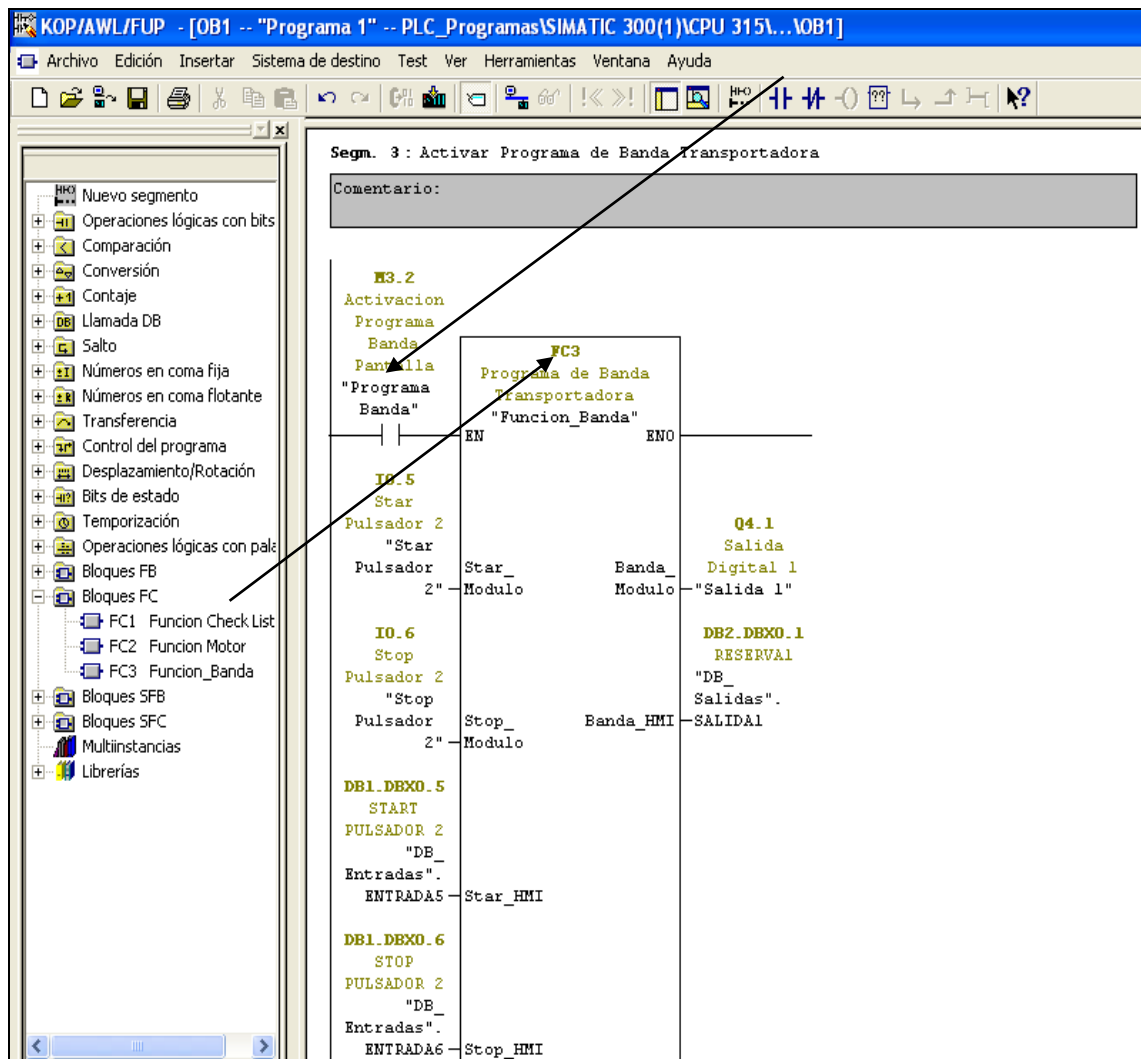 KOP/AWL/FUP - [OB1 -- "Programa 1" -- PLC_Programas\SIMATIC 300(1)\CPU 315\...\OB1]
Archivo Edición Insertar Sistema de destino Test Ver Herramientas Ventana Ayuda
Nuevo segmento
Operaciones lógicas con bits
Comparación
Conversión
Contaje
Llamada DB
Salto
Números en coma fija
Números en coma flotante
Transferencia
Control del programa
Desplazamiento/Rotación
Bits de estado
Temporización
Operaciones lógicas con pala
Bloques FB
Bloques FC
FC1 Funcion Check List
FC2 Funcion Motor
FC3 Funcion_Banda
Bloques SFB
Bloques SFC
Multiinstancias
Librerías
Segm. 3: Activar Programa de Banda Transportadora
Comentario:
M3.2
Activacion
Programa
Banda
Pantalla
"Programa
Banda"
FC3
Programa de Banda
Transportadora
"Funcion_Banda"
EN ENO
I0.5
Star
Pulsador 2
"Star
Pulsador
2"
Star_
Modulo
Q4.1
Salida
Digital 1
"Salida 1"
Banda_
Modulo
I0.6
Stop
Pulsador 2
"Stop
Pulsador
2"
Stop_
Modulo
DB2.DBX0.1
RESERVA1
"DB_
Salidas".
SALIDA1
Banda_HMI
DB1.DBX0.5
START
PULSADOR 2
"DB_
Entradas".
ENTRADA5 Star_HMI
DB1.DBX0.6
STOP
PULSADOR 2
"DB_
Entradas".
ENTRADA6 Stop_HMI